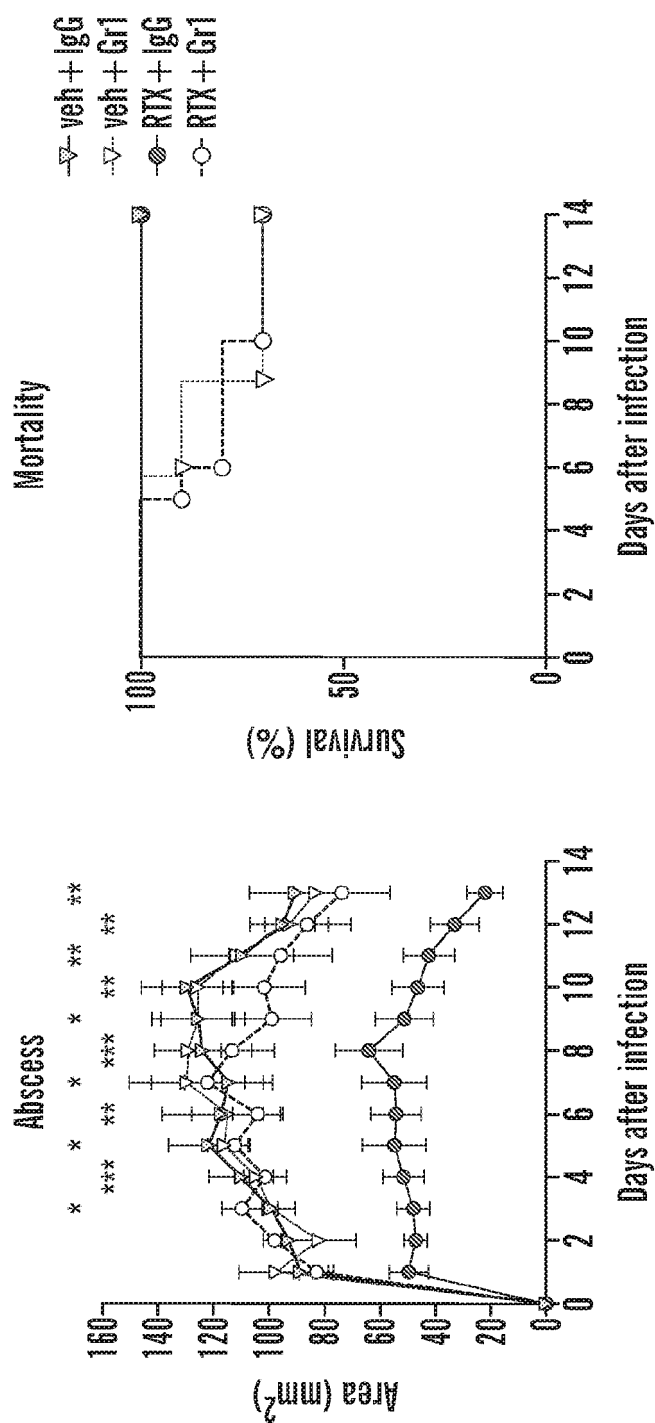 Abscess
* * * * ** **
*** ** *** ** **
160
140
120
100
80
60
40
20
0
Area (mm²)
0 2 4 6 8 10 12 14
Days after infection
Mortality
100
50
0
Survival (%)
0 2 4 6 8 10 12 14
Days after infection
veh + IgG
veh + Gr1
RTX + IgG
RTX + Gr1